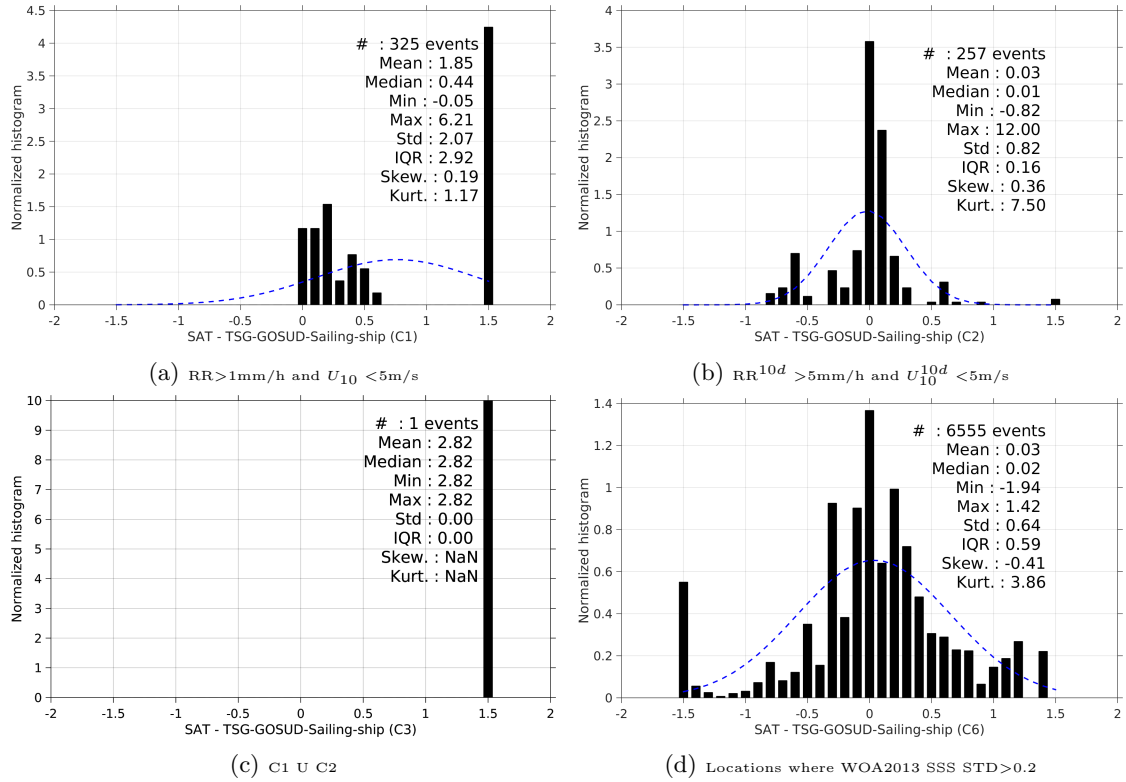 4.5
4
3.5
3
2.5
2
1.5
1
0.5
0
-2 -1.5 -1 -0.5 0 0.5 1 1.5 2
Normalized histogram
SAT - TSG-GOSUD-Sailing-ship (C1)
# : 325 events
Mean : 1.85
Median : 0.44
Min : -0.05
Max : 6.21
Std : 2.07
IQR : 2.92
Skew. : 0.19
Kurt. : 1.17
(a) RR>1mm/h and U10 <5m/s
4
3.5
3
2.5
2
1.5
1
0.5
0
-2 -1.5 -1 -0.5 0 0.5 1 1.5 2
Normalized histogram
SAT - TSG-GOSUD-Sailing-ship (C2)
# : 257 events
Mean : 0.03
Median : 0.01
Min : -0.82
Max : 12.00
Std : 0.82
IQR : 0.16
Skew. : 0.36
Kurt. : 7.50
(b) RR^10d >5mm/h and U10^10d <5m/s
10
9
8
7
6
5
4
3
2
1
0
-2 -1.5 -1 -0.5 0 0.5 1 1.5 2
Normalized histogram
SAT - TSG-GOSUD-Sailing-ship (C3)
# : 1 events
Mean : 2.82
Median : 2.82
Min : 2.82
Max : 2.82
Std : 0.00
IQR : 0.00
Skew. : NaN
Kurt. : NaN
(c) C1 U C2
1.4
1.2
1
0.8
0.6
0.4
0.2
0
-2 -1.5 -1 -0.5 0 0.5 1 1.5 2
Normalized histogram
SAT - TSG-GOSUD-Sailing-ship (C6)
# : 6555 events
Mean : 0.03
Median : 0.02
Min : -1.94
Max : 1.42
Std : 0.64
IQR : 0.59
Skew. : -0.41
Kurt. : 3.86
(d) Locations where WOA2013 SSS STD>0.2